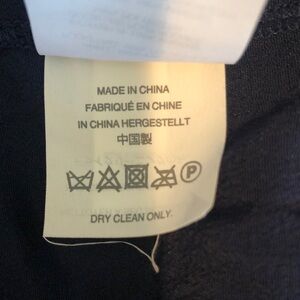 MADE IN CHINA
FABRIQUÉ EN CHINE
IN CHINA HERGESTELLT
中国製
P
DRY CLEAN ONLY